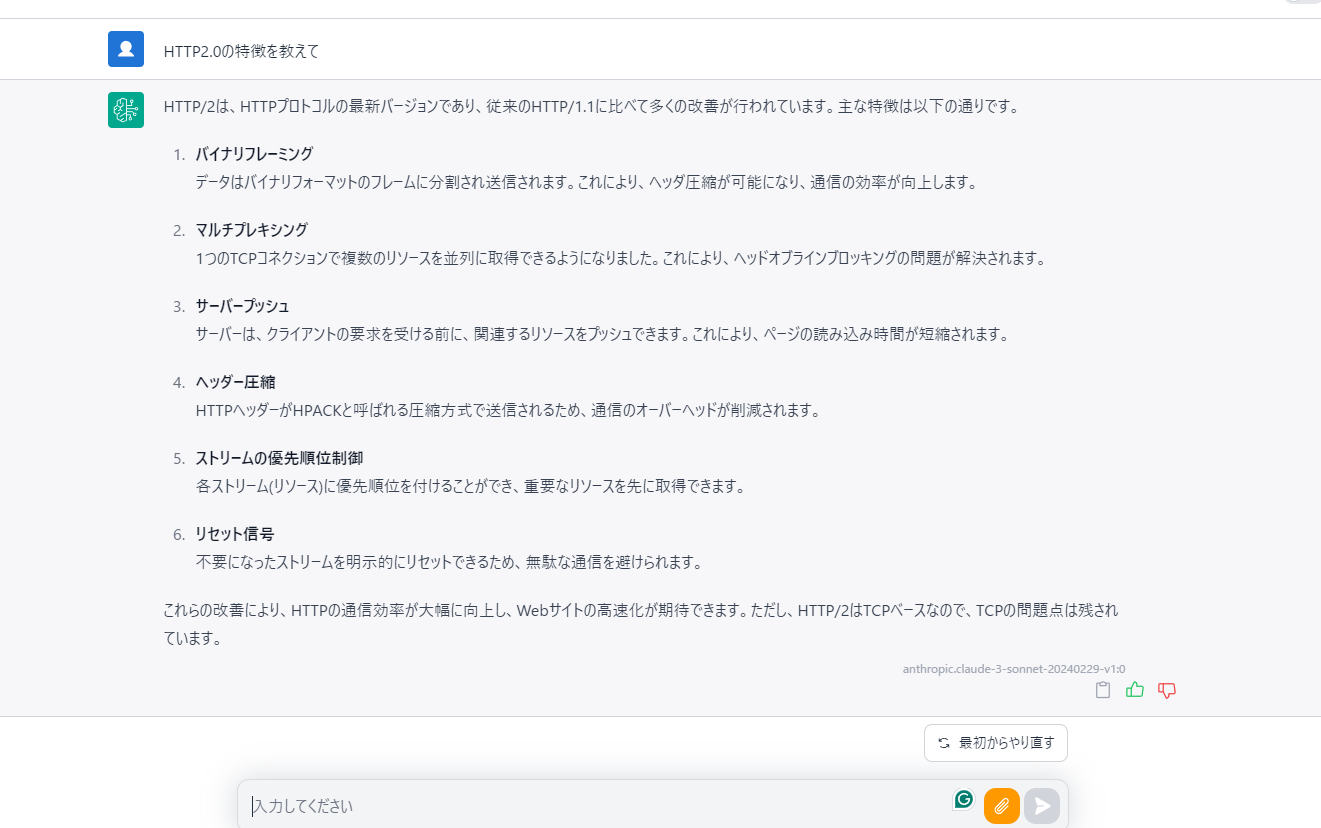 HTTP2.0の特徴を教えて
HTTP/2は、HTTPプロトコルの最新バージョンであり、従来のHTTP/1.1に比べて多くの改善が行われています。主な特徴は以下の通りです。
1. バイナリフレーミング
データはバイナリフォーマットのフレームに分割され送信されます。これにより、ヘッダ圧縮が可能になり、通信の効率が向上します。
2. マルチプレキシング
1つのTCPコネクションで複数のリソースを並列に取得できるようになりました。これにより、ヘッドオブラインブロッキングの問題が解決されます。
3. サーバープッシュ
サーバーは、クライアントの要求を受ける前に、関連するリソースをプッシュできます。これにより、ページの読み込み時間が短縮されます。
4. ヘッダー圧縮
HTTPヘッダーがHPACKと呼ばれる圧縮方式で送信されるため、通信のオーバーヘッドが削減されます。
5. ストリームの優先順位制御
各ストリーム(リソース)に優先順位を付けることができ、重要なリソースを先に取得できます。
6. リセット信号
不要になったストリームを明示的にリセットできるため、無駄な通信を避けられます。
これらの改善により、HTTPの通信効率が大幅に向上し、Webサイトの高速化が期待できます。ただし、HTTP/2はTCPベースなので、TCPの問題点は残され
ています。
anthropic.claude-3-sonnet-20240229-v1:0
最初からやり直す
入力してください